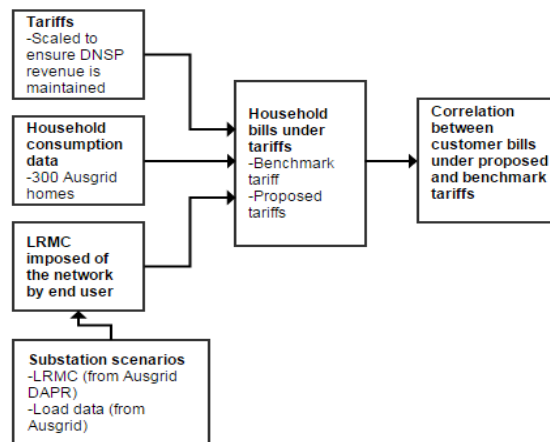 Tariffs
-Scaled to
ensure DNSP
revenue is
maintained
Household
consumption
data
-300 Ausgrid
homes
LRMC
imposed of
the network
by end user
Substation scenarios
-LRMC (from Ausgrid
DAPR)
-Load data (from
Ausgrid)
Household
bills under
tariffs
-Benchmark
tariff
-Proposed
tariffs
Correlation
between
customer bills
under proposed
and benchmark
tariffs